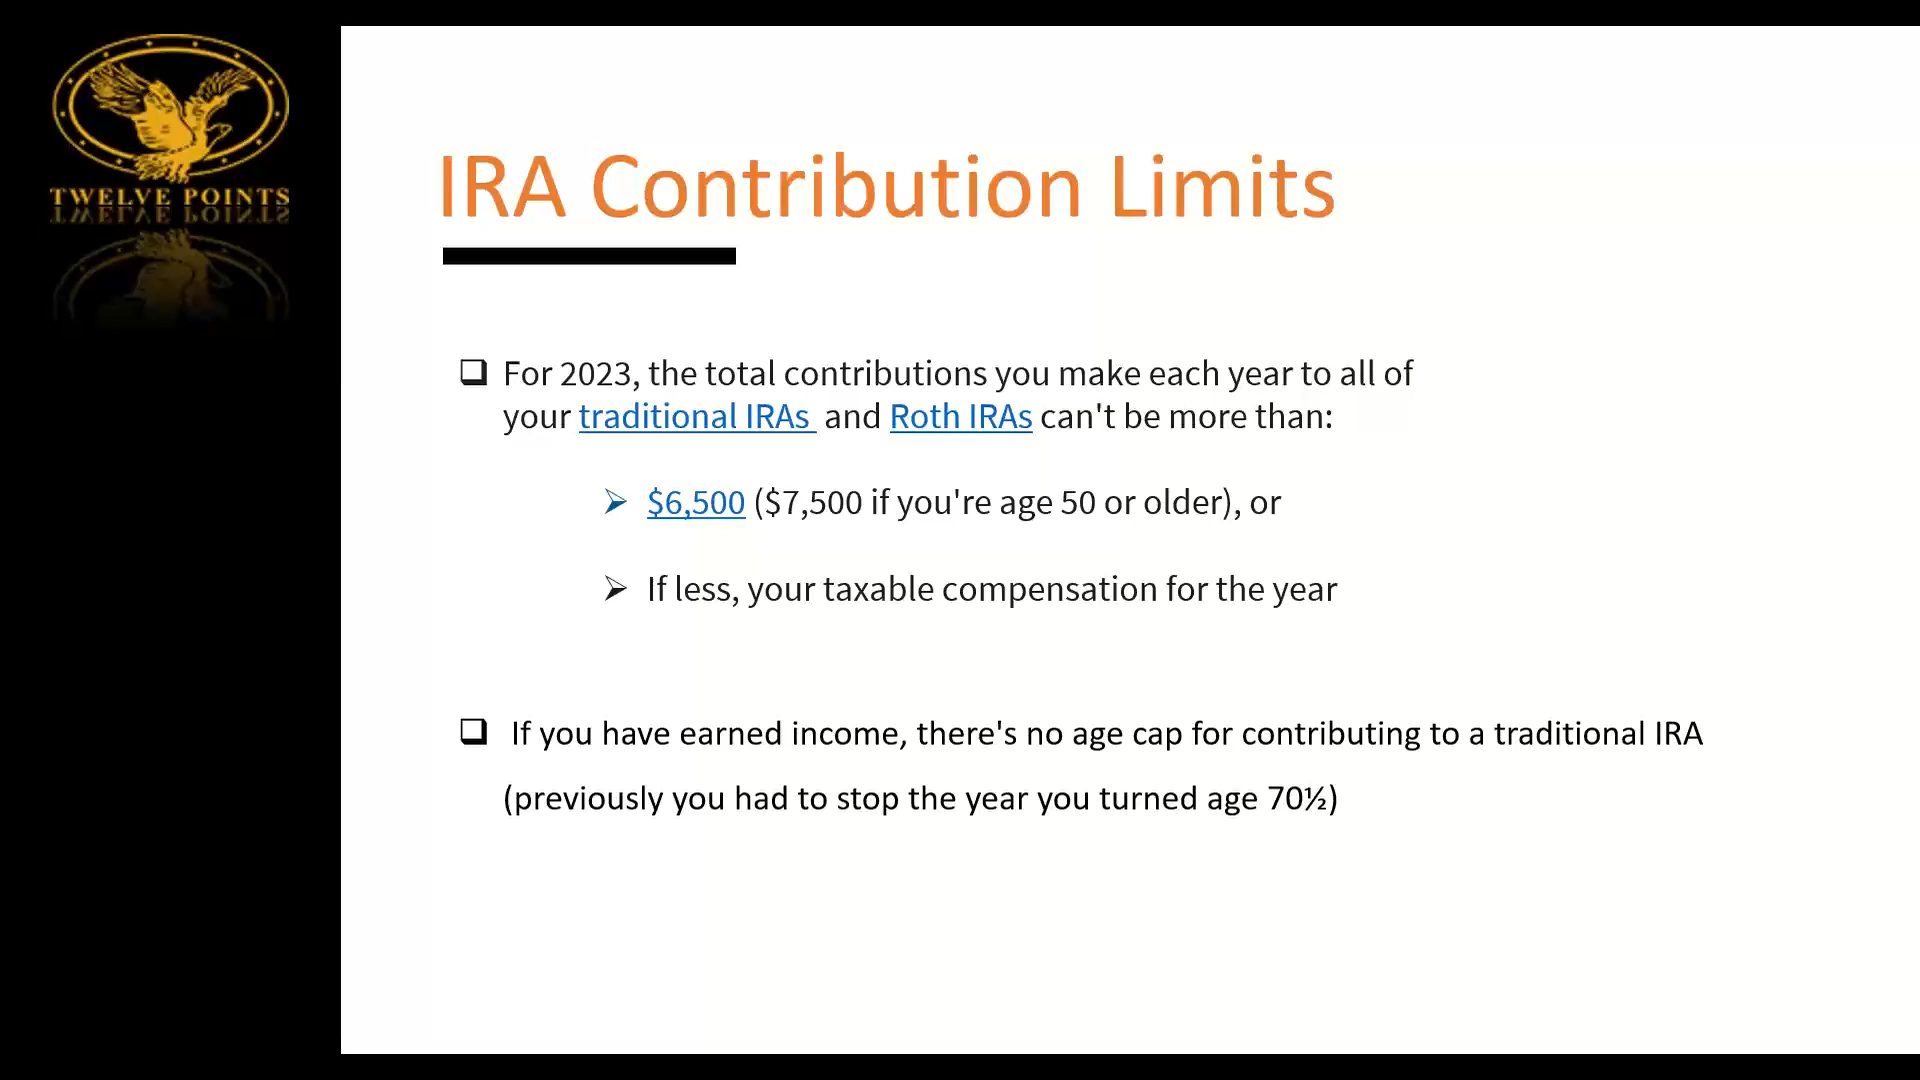 TWELVE POINTS
IRA Contribution Limits
❑ For 2023, the total contributions you make each year to all of
your traditional IRAs and Roth IRAs can't be more than:
➢ $6,500 ($7,500 if you're age 50 or older), or
➢ If less, your taxable compensation for the year
❑ If you have earned income, there's no age cap for contributing to a traditional IRA
(previously you had to stop the year you turned age 70½)